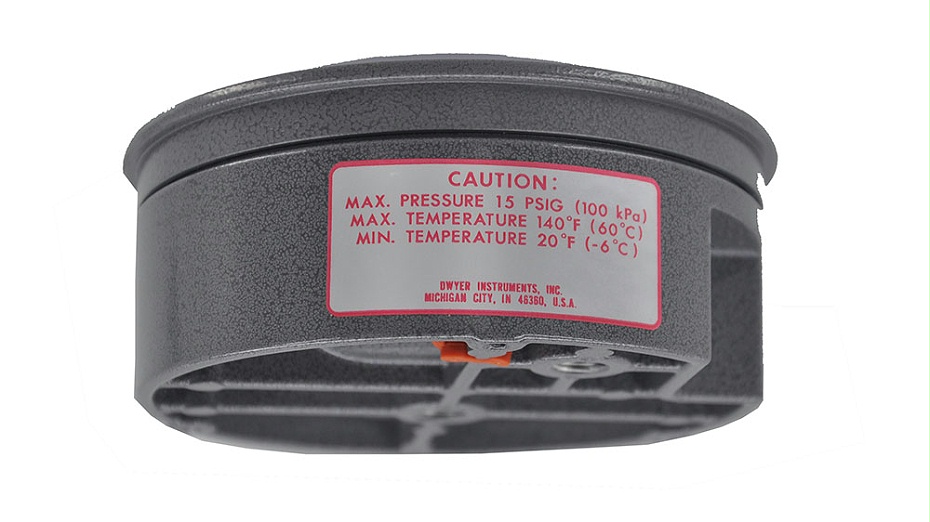 CAUTION:
MAX. PRESSURE 15 PSIG (100 kPa)
MAX. TEMPERATURE 140°F (60°C)
MIN. TEMPERATURE 20°F (-6°C)
DWYER INSTRUMENTS, INC.
MICHIGAN CITY, IN 46360, U.S.A.